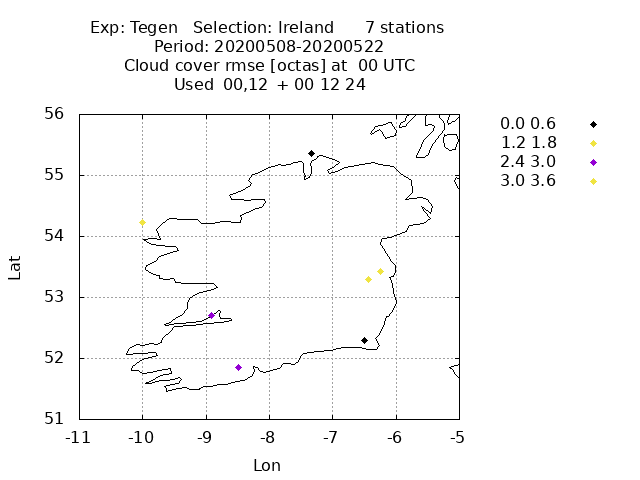 Exp: Tegen Selection: Ireland 7 stations
Period: 20200508-20200522
Cloud cover rmse [octas] at 00 UTC
Used 00,12 + 00 12 24
56
55
54
53
52
51
Lat
-11 -10 -9 -8 -7 -6 -5
Lon
0.0 0.6
1.2 1.8
2.4 3.0
3.0 3.6